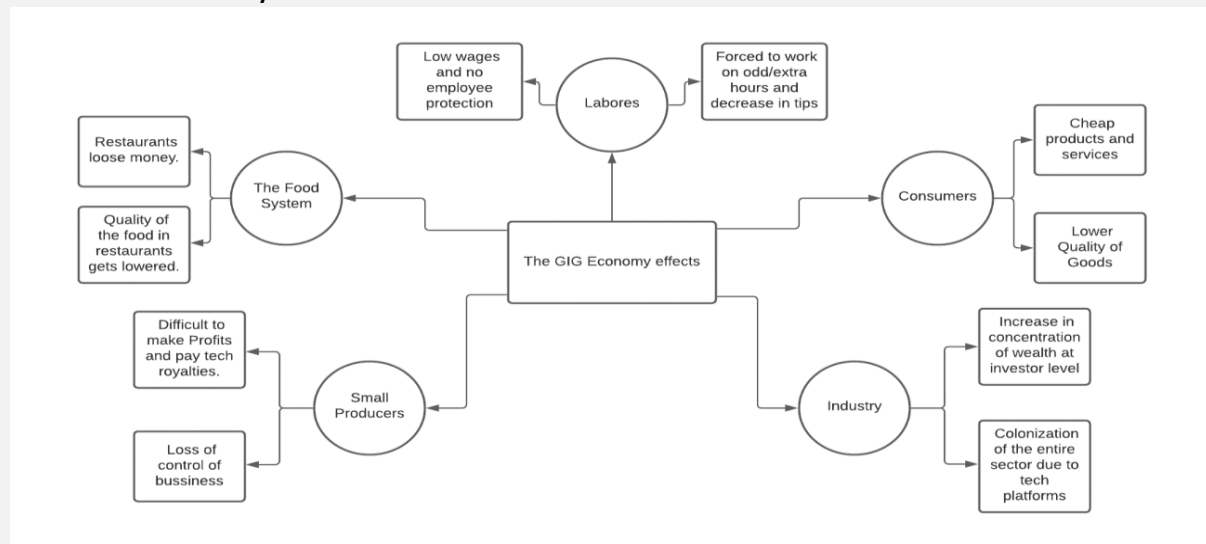 Low wages
and no
employee
protection
Labores
Forced to work
on odd/extra
hours and
decrease in tips
Restaurants
loose money.
Quality of
the food in
restaurants
gets lowered.
The Food
System
Consumers
Cheap
products and
services
Lower
Quality of
Goods
The GIG Economy effects
Difficult to
make Profits
and pay tech
royalties.
Loss of
control of
bussiness
Small
Producers
Industry
Increase in
concentration
of wealth at
investor level
Colonization
of the entire
sector due to
tech
platforms